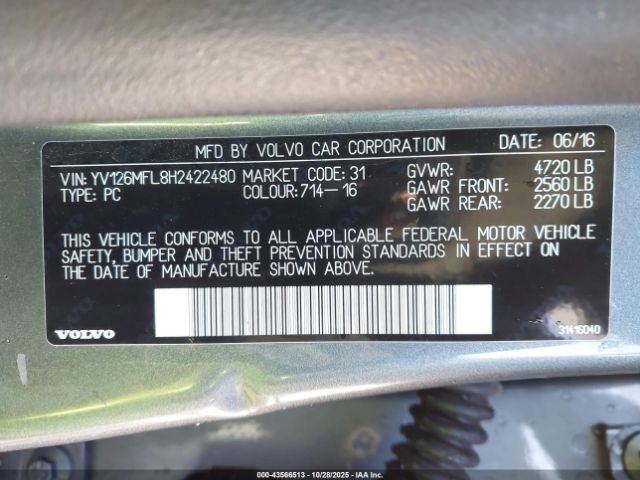 MFD BY VOLVO CAR CORPORATION DATE: 06/16
VIN: YV126MFL8H2422480 MARKET CODE: 31 GVWR: 4720 LB
TYPE: PC COLOUR: 714-16 GAWR FRONT: 2560 LB
GAWR REAR: 2270 LB
THIS VEHICLE CONFORMS TO ALL APPLICABLE FEDERAL MOTOR VEHICLE
SAFETY, BUMPER AND THEFT PREVENTION STANDARDS IN EFFECT ON
THE DATE OF MANUFACTURE SHOWN ABOVE.
VOLVO 31416040
000-43566513 | 10/28/2025 | IAA Inc.